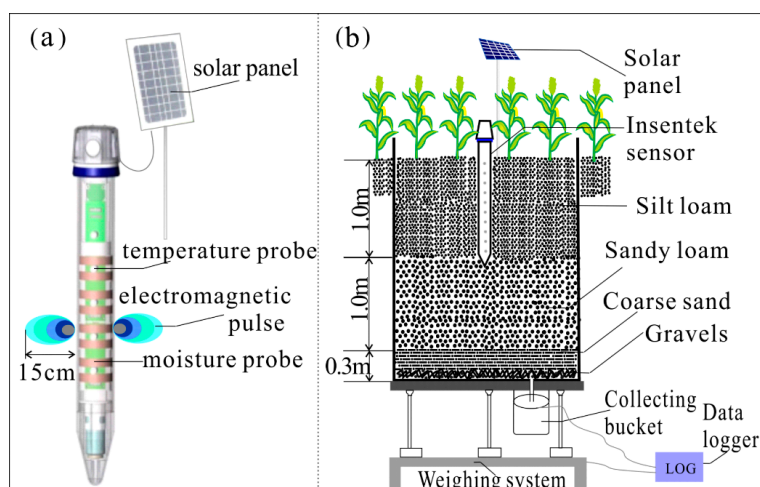 (a)
solar panel
temperature probe
electromagnetic
pulse
moisture probe
15cm
(b)
Solar
panel
Insentek
sensor
1.0m
Silt loam
Sandy loam
1.0m
Coarse sand
Gravels
0.3m
Collecting
bucket
Data
logger
LOG
Weighing system